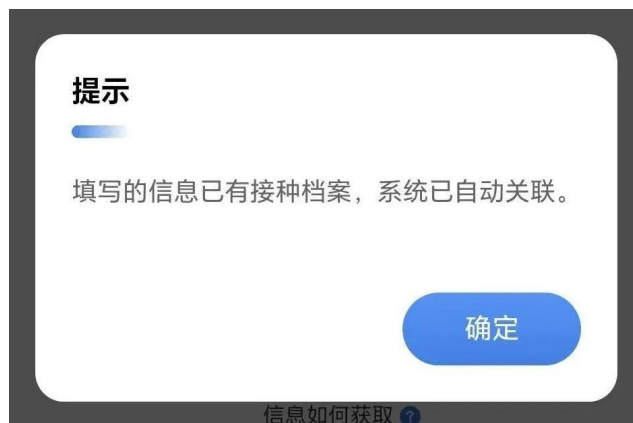 提示
填写的信息已有接种档案，系统已自动关联。
确定
信息如何获取 ?